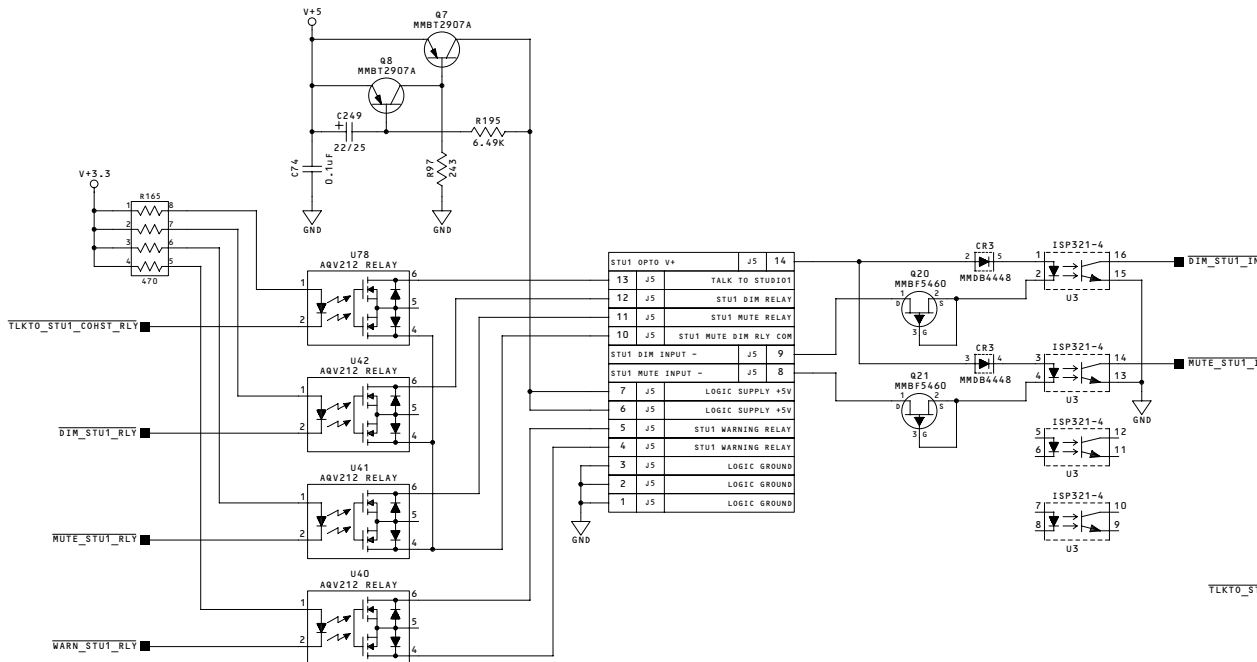 V+5
Q7
MMBT2907A
Q8
MMBT2907A
C249
+
22/25
R195
6.49K
C74
0.1uF
R97
243
GND
GND
V+3.3
R165
1 8
2 7
3 6
4 5
470
U78
AQV212 RELAY
1
2
6
5
4
TLKTO_STU1_COHST_RLY
U42
AQV212 RELAY
1
2
6
5
4
DIM_STU1_RLY
U41
AQV212 RELAY
1
2
6
5
4
MUTE_STU1_RLY
U40
AQV212 RELAY
1
2
6
5
4
WARN_STU1_RLY
STU1 OPTO V+ J5 14
13 J5 TALK TO STUDIO1
12 J5 STU1 DIM RELAY
11 J5 STU1 MUTE RELAY
10 J5 STU1 MUTE DIM RLY COM
STU1 DIM INPUT - J5 9
STU1 MUTE INPUT - J5 8
7 J5 LOGIC SUPPLY +5V
6 J5 LOGIC SUPPLY +5V
5 J5 STU1 WARNING RELAY
4 J5 STU1 WARNING RELAY
3 J5 LOGIC GROUND
2 J5 LOGIC GROUND
1 J5 LOGIC GROUND
GND
CR3
2 5
MMDB4448
Q20
MMBF5460
1 2
D S
3 G
ISP321-4
1 16
2 15
U3
DIM_STU1_IN
CR3
3 4
MMDB4448
Q21
MMBF5460
1 2
D S
3 G
ISP321-4
3 14
4 13
U3
MUTE_STU1_I
GND
ISP321-4
5 12
6 11
U3
ISP321-4
7 10
8 9
U3
TLKTO_ST